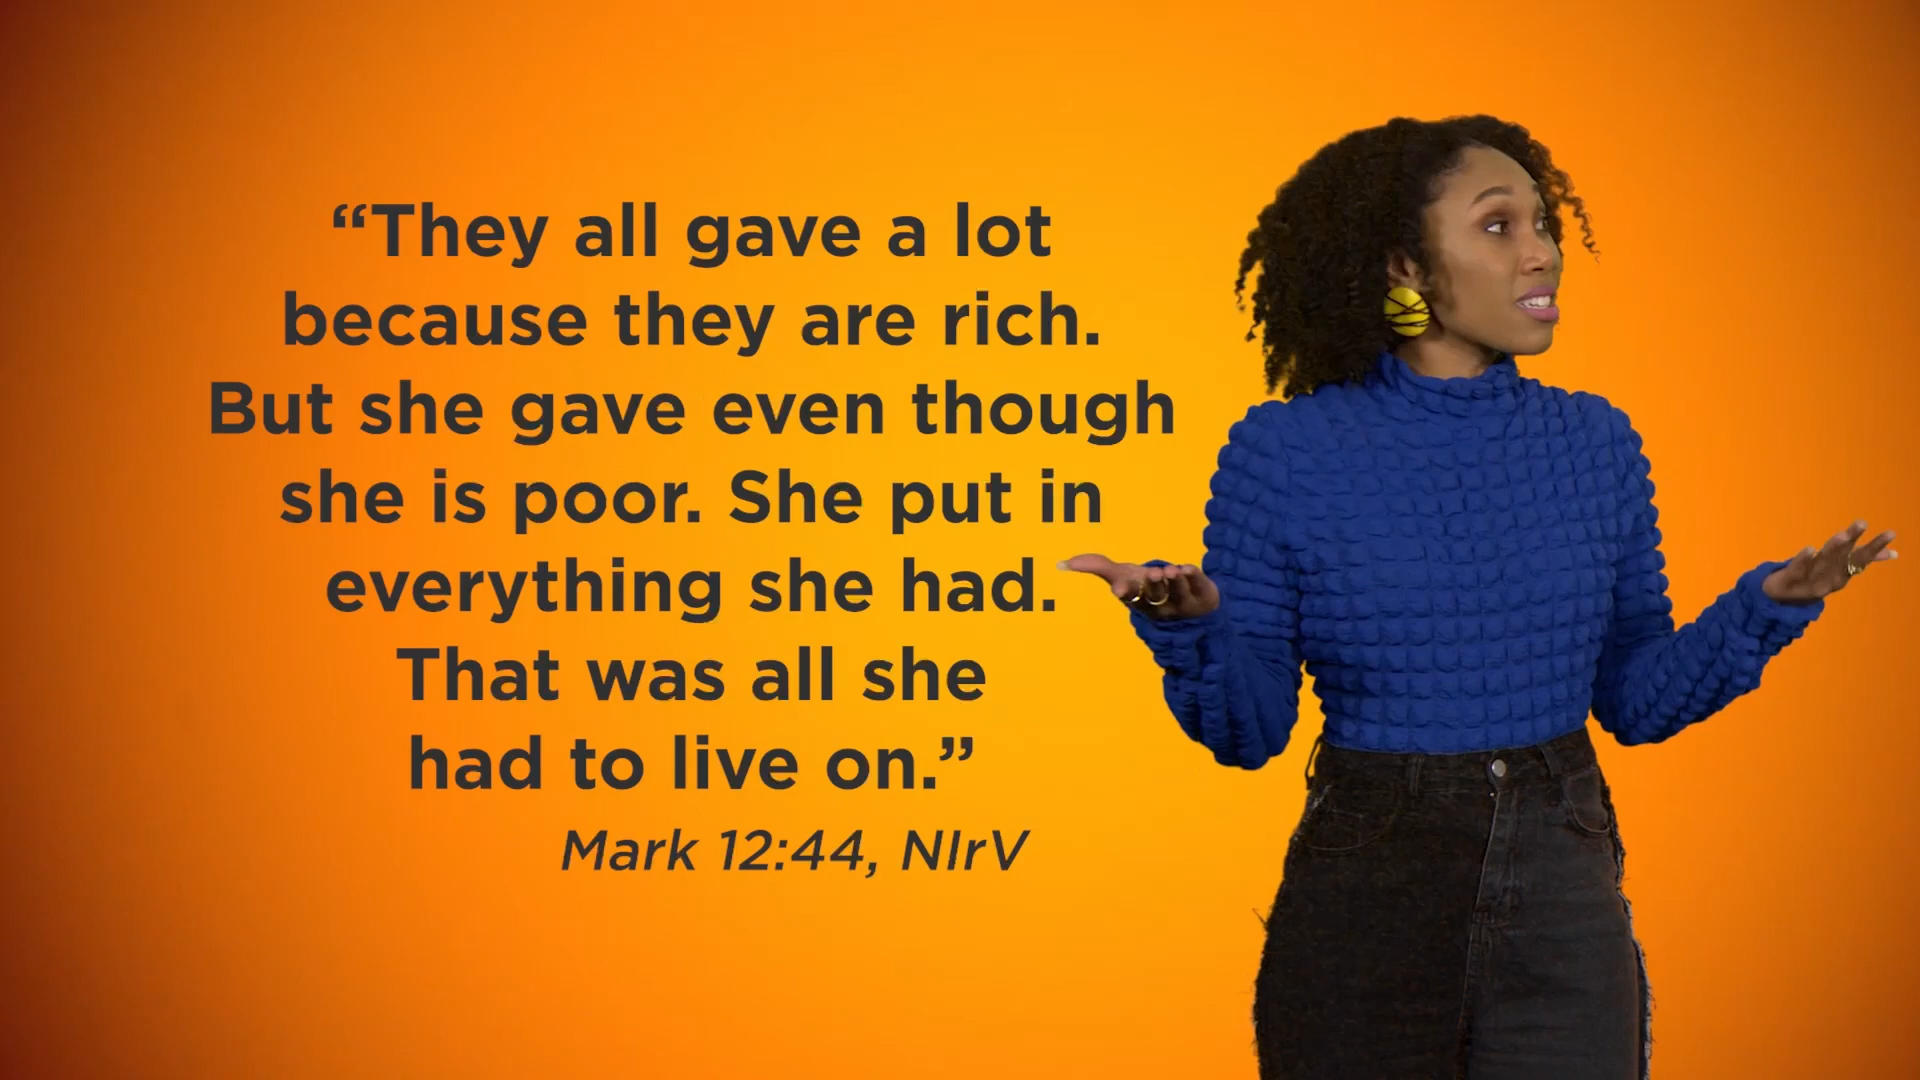 “They all gave a lot
because they are rich.
But she gave even though
she is poor. She put in
everything she had.
That was all she
had to live on.”
Mark 12:44, NIrV